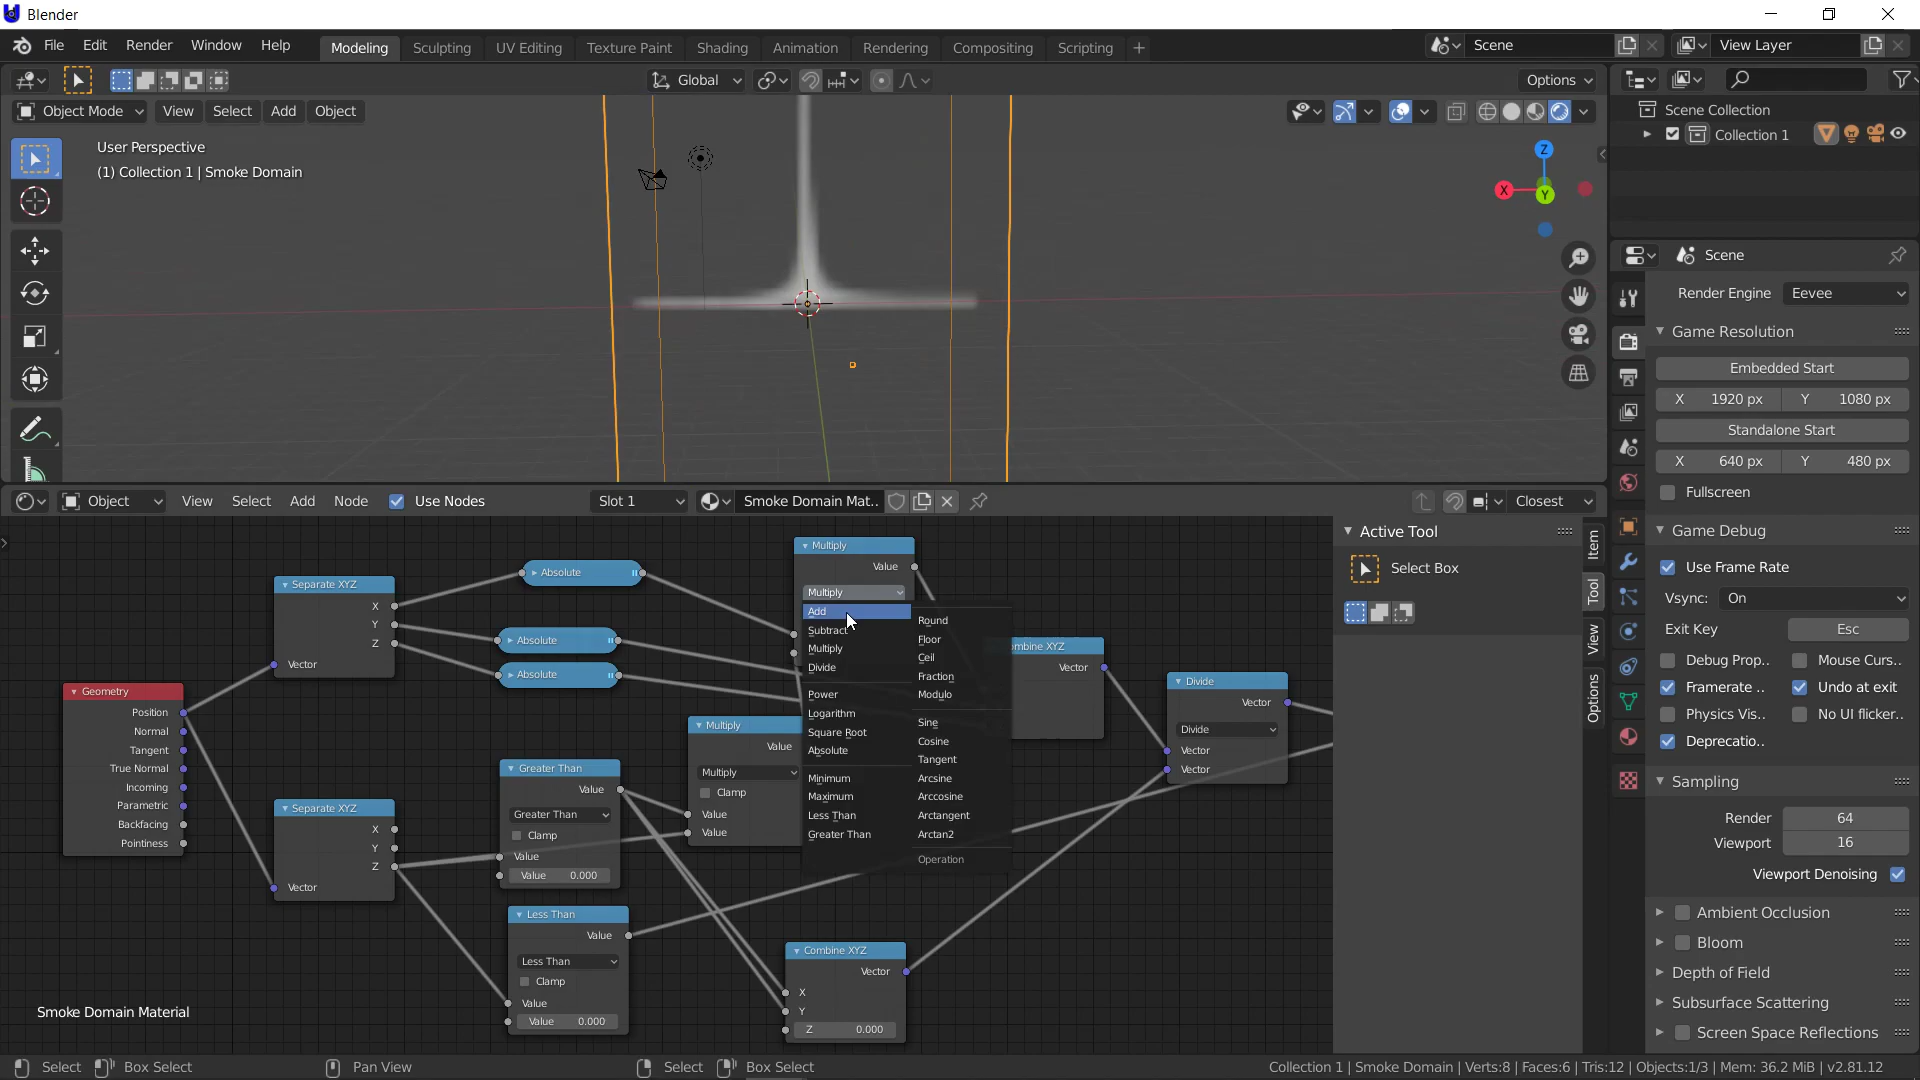 Blender
File Edit Render Window Help
Modeling Sculpting UV Editing Texture Paint Shading Animation Rendering Compositing Scripting +
Scene
View Layer
Global
Options
Object Mode View Select Add Object
User Perspective
(1) Collection 1 | Smoke Domain
Z
X
Y
Scene Collection
Collection 1
Scene
Render Engine Eevee
Game Resolution
Embedded Start
X 1920 px Y 1080 px
Standalone Start
X 640 px Y 480 px
Fullscreen
Game Debug
Use Frame Rate
Vsync: On
Exit Key Esc
Debug Prop.. Mouse Curs..
Framerate .. Undo at exit
Physics Vis.. No UI flicker..
Deprecatio..
Sampling
Render 64
Viewport 16
Viewport Denoising
Ambient Occlusion
Bloom
Depth of Field
Subsurface Scattering
Screen Space Reflections
Object View Select Add Node Use Nodes Slot 1 Smoke Domain Mat.. Closest
Active Tool
Select Box
Item
Tool
View
Options
Geometry
Position
Normal
Tangent
True Normal
Incoming
Parametric
Backfacing
Pointiness
Separate XYZ
X
Y
Z
Vector
Separate XYZ
X
Y
Z
Vector
Absolute
Absolute
Absolute
Greater Than
Value
Greater Than
Clamp
Value
Value 0.000
Less Than
Value
Less Than
Clamp
Value
Value 0.000
Multiply
Value
Multiply
Clamp
Value
Value
Multiply
Value
Multiply
Add
Subtract
Multiply
Divide
Power
Logarithm
Square Root
Absolute
Minimum
Maximum
Less Than
Greater Than
Round
Floor
Ceil
Fraction
Modulo
Sine
Cosine
Tangent
Arcsine
Arccosine
Arctangent
Arctan2
Operation
ombine XYZ
Vector
Divide
Vector
Divide
Vector
Vector
Combine XYZ
Vector
X
Y
Z 0.000
Smoke Domain Material
Select Box Select Pan View Select Box Select
Collection 1 | Smoke Domain | Verts:8 | Faces:6 | Tris:12 | Objects:1/3 | Mem: 36.2 MiB | v2.81.12